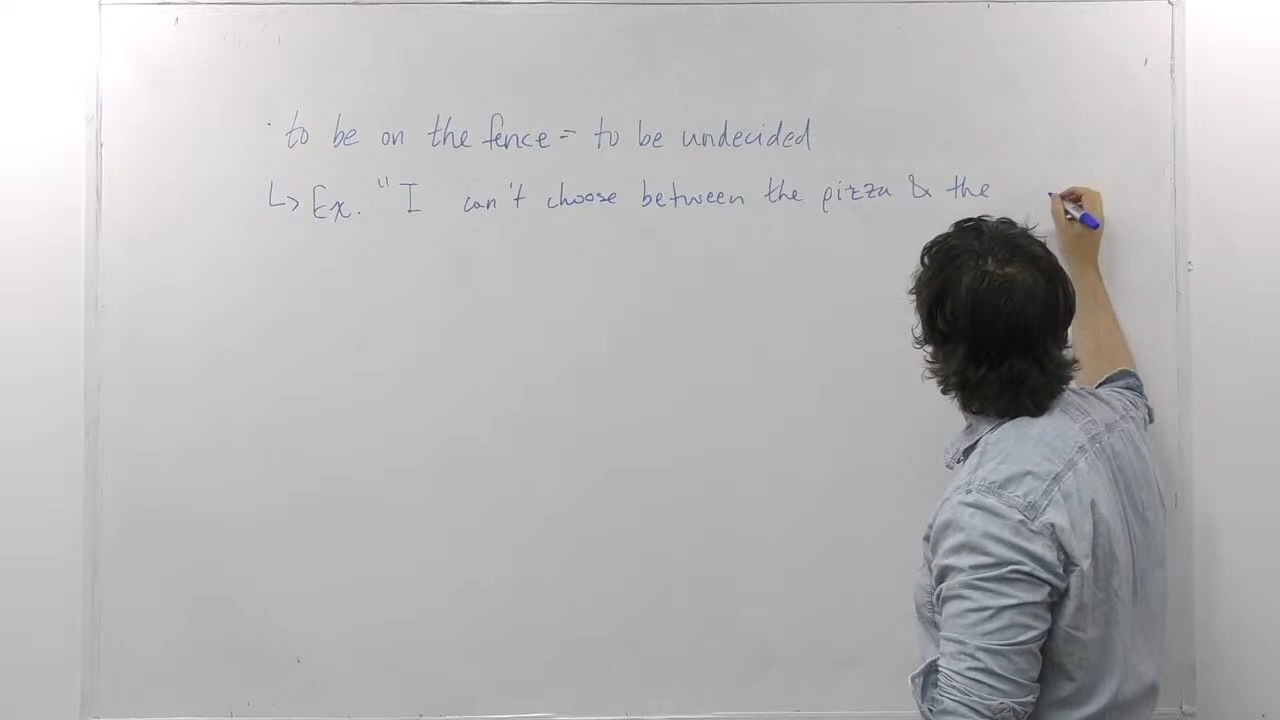 · to be on the fence = to be undecided
↳ Ex. "I can't choose between the pizza & the